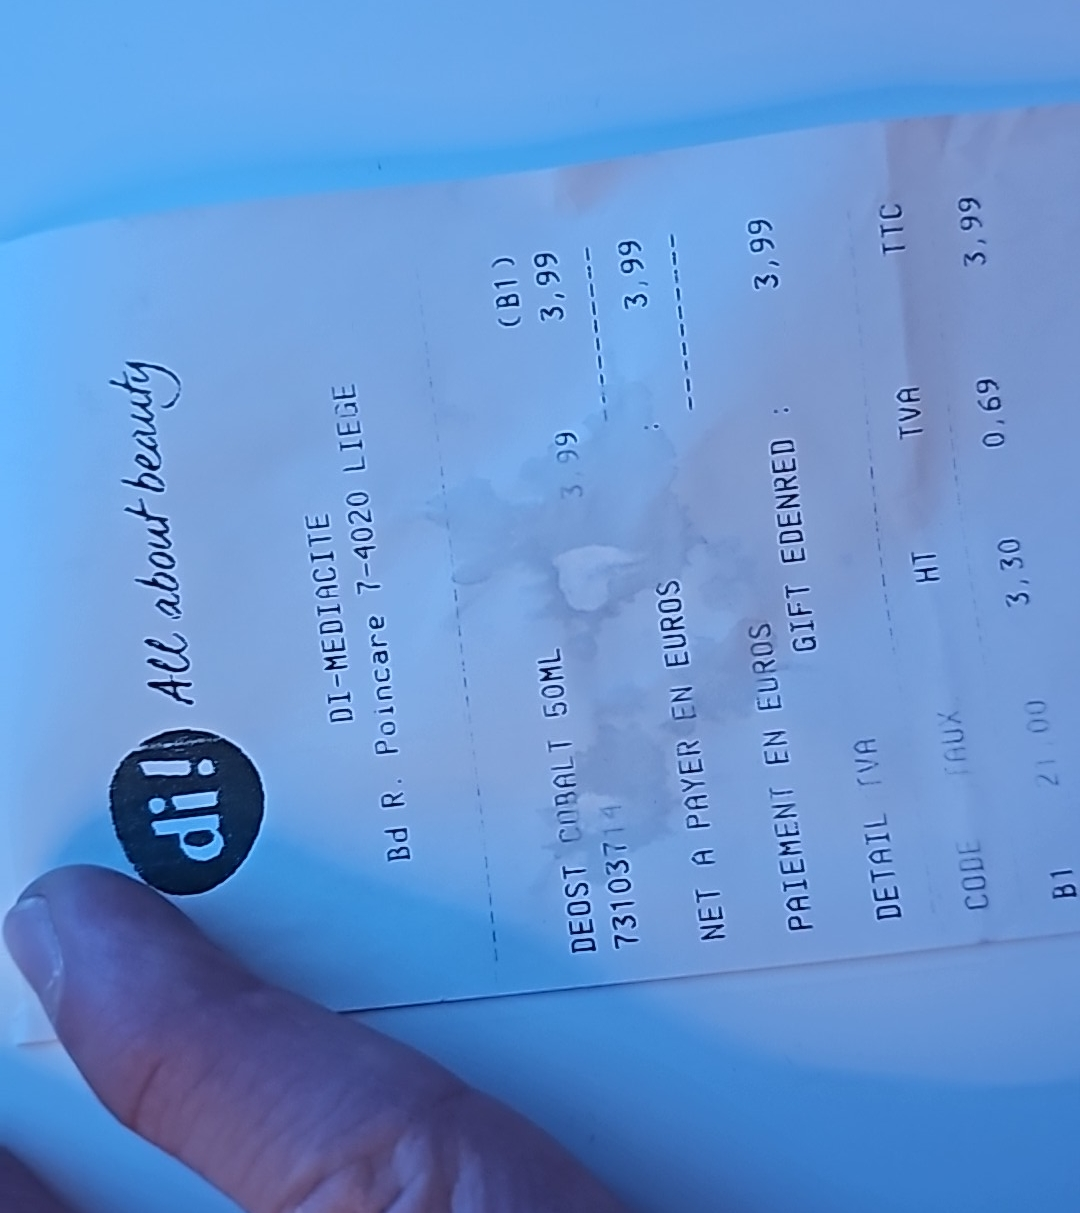 di! All about beauty
DI-MEDIACITE
Bd R. Poincare 7-4020 LIEGE
(B1)
DEOST COBALT 50ML 3,99 3,99
73103714
NET A PAYER EN EUROS : 3,99
PAIEMENT EN EUROS
GIFT EDENRED : 3,99
DETAIL TVA
CODE TAUX HT TVA TTC
B1 21,00 3,30 0,69 3,99